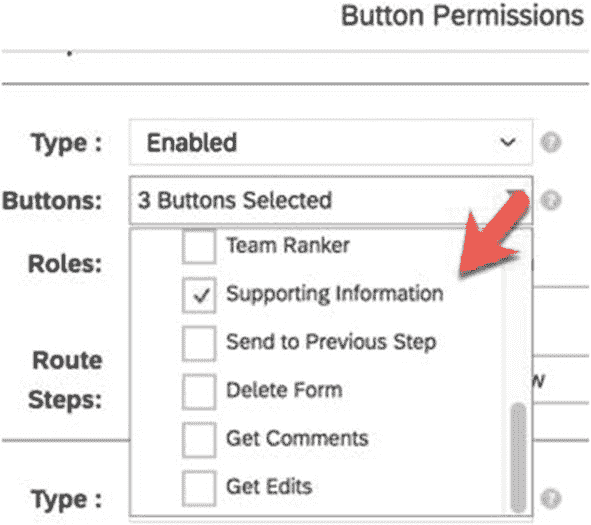 Button Permissions
Type :
Enabled
Buttons:
3 Buttons Selected
Roles:
Team Ranker
Supporting Information
Send to Previous Step
Route
Steps:
Delete Form
Get Comments
Get Edits
Type :